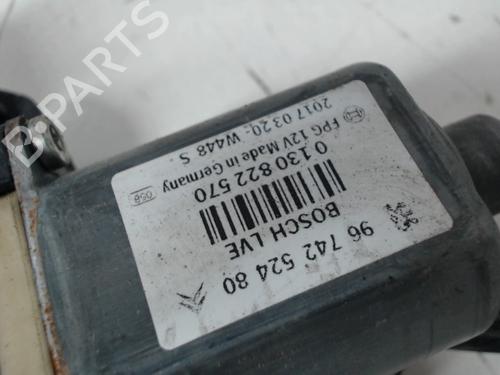 96 742 524 80
BOSCH LVE
0 130 822 570
FPG 12V Made in Germany
2017 03 20- W448 S
058
B-PARTS